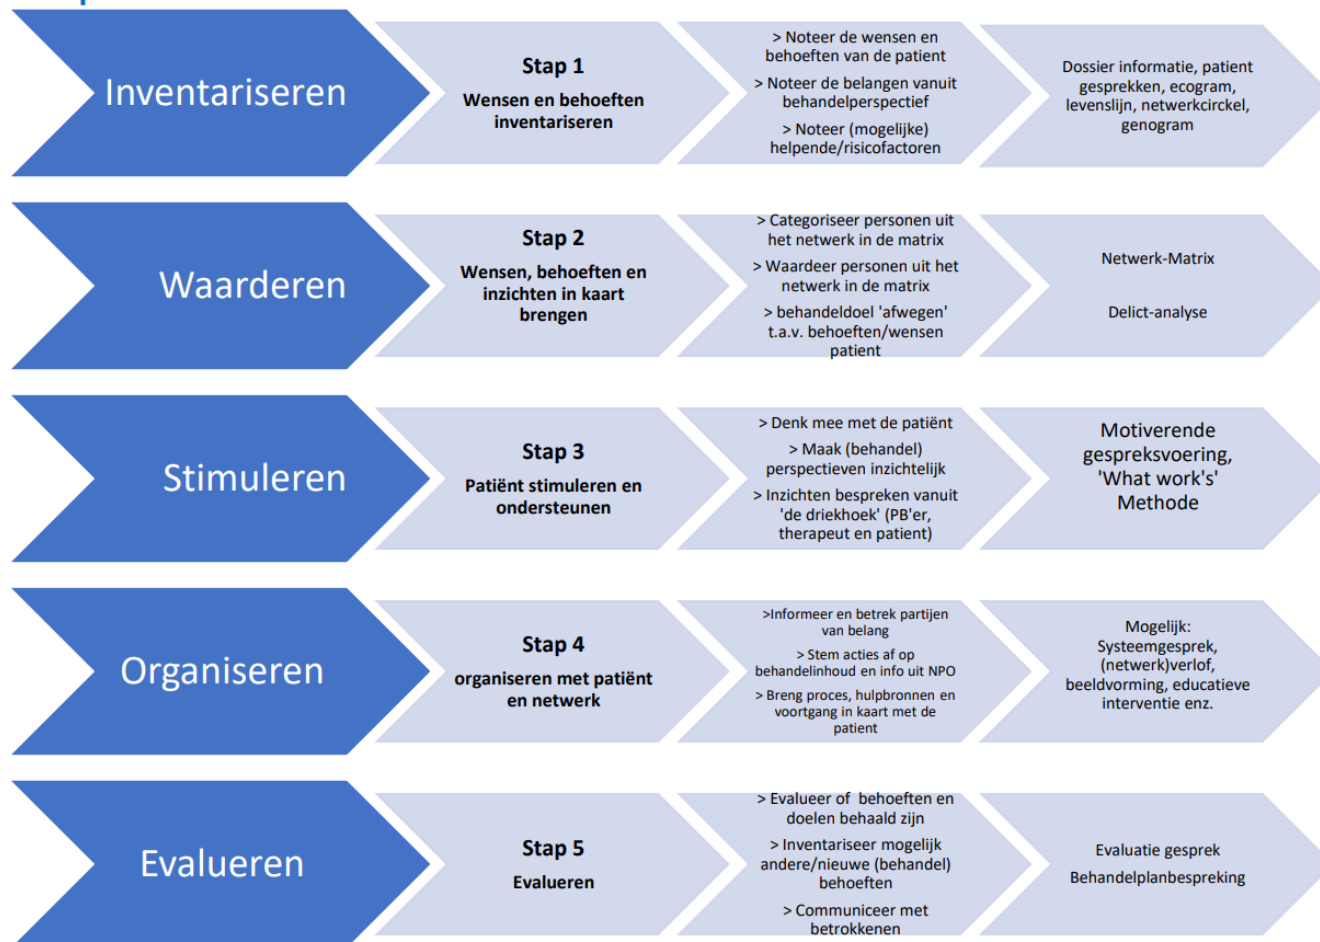 Inventariseren
Stap 1
Wensen en behoeften
inventariseren
> Noteer de wensen en
behoeften van de patient
> Noteer de belangen vanuit
behandelperspectief
> Noteer (mogelijke)
helpende/risicofactoren
Dossier informatie, patient
gesprekken, ecogram,
levenslijn, netwerkcirckel,
genogram
Waarderen
Stap 2
Wensen, behoeften en
inzichten in kaart
brengen
> Categoriseer personen uit
het netwerk in de matrix
> Waardeer personen uit het
netwerk in de matrix
> behandeldoel 'afwegen'
t.a.v. behoeften/wensen
patient
Netwerk-Matrix
Delict-analyse
Stimuleren
Stap 3
Patiënt stimuleren en
ondersteunen
> Denk mee met de patiënt
> Maak (behandel)
perspectieven inzichtelijk
> Inzichten bespreken vanuit
'de driekhoek' (PB'er,
therapeut en patient)
Motiverende
gespreksvoering,
'What work's'
Methode
Organiseren
Stap 4
organiseren met patiënt
en netwerk
>Informeer en betrek partijen
van belang
> Stem acties af op
behandelinhoud en info uit NPO
> Breng proces, hulpbronnen en
voortgang in kaart met de
patient
Mogelijk:
Systeemgesprek,
(netwerk)verlof,
beeldvorming, educatieve
interventie enz.
Evalueren
Stap 5
Evalueren
> Evalueer of  behoeften en
doelen behaald zijn
> Inventariseer mogelijk
andere/nieuwe (behandel)
behoeften
> Communiceer met
betrokkenen
Evaluatie gesprek
Behandelplanbespreking